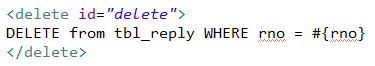 <delete id="delete">
DELETE from tbl_reply WHERE rno = #{rno}
</delete>